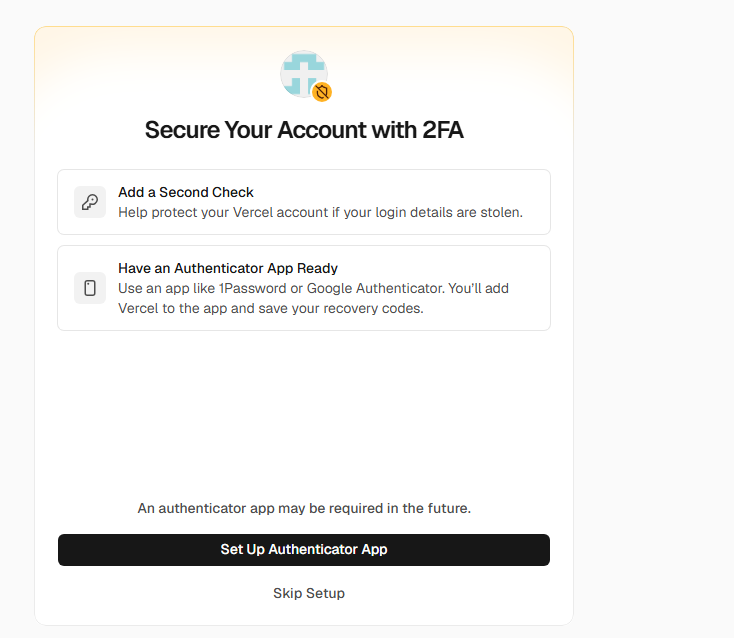 Secure Your Account with 2FA
Add a Second Check
Help protect your Vercel account if your login details are stolen.
Have an Authenticator App Ready
Use an app like 1Password or Google Authenticator. You’ll add
Vercel to the app and save your recovery codes.
An authenticator app may be required in the future.
Set Up Authenticator App
Skip Setup